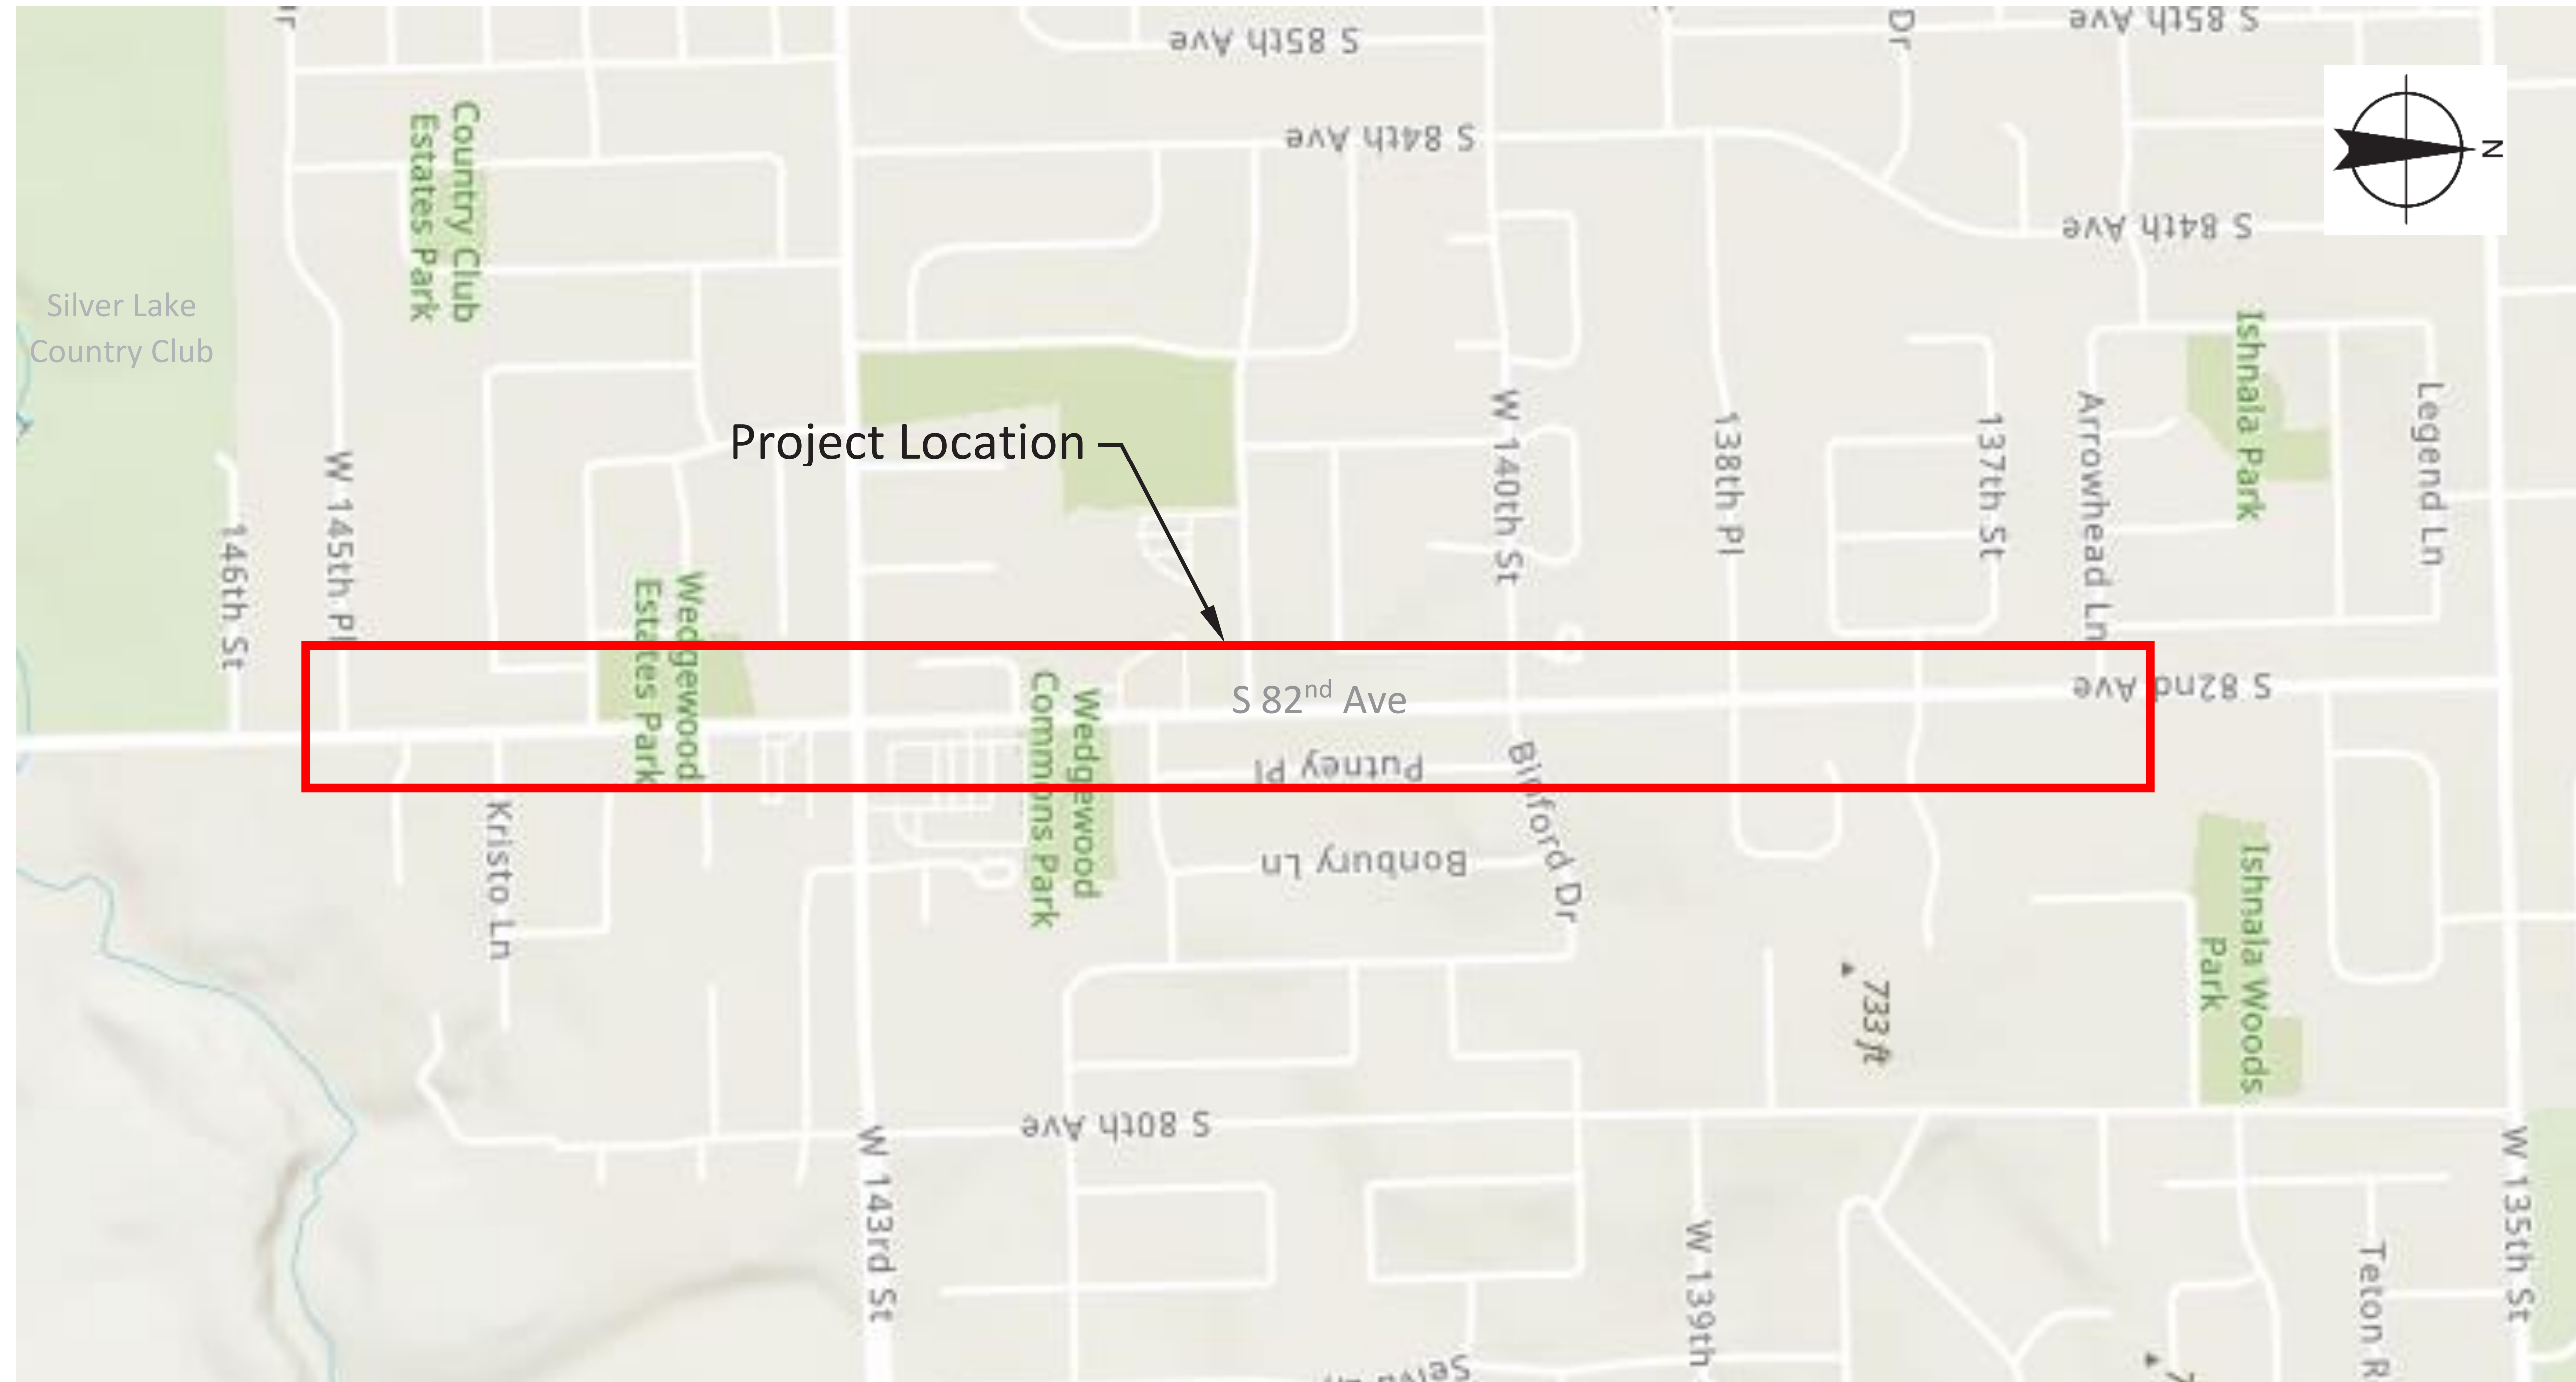 S 85th Ave
S 85th Ave
Dr
N
S 84th Ave
S 84th Ave
Country Club
Estates Park
Silver Lake
Country Club
Ishnala Park
Legend Ln
Arrowhead Ln
137th St
138th Pl
W 140th St
Project Location
W 145th Pl
146th St
Wedgewood
Estates Park
S 82nd Ave
S 82nd Ave
Wedgewood
Commons Park
Putney Pl
Binford Dr
Bonbury Ln
Kristo Ln
Ishnala Woods
Park
733 ft
S 80th Ave
W 143rd St
W 139th
W 135th St
Teton R